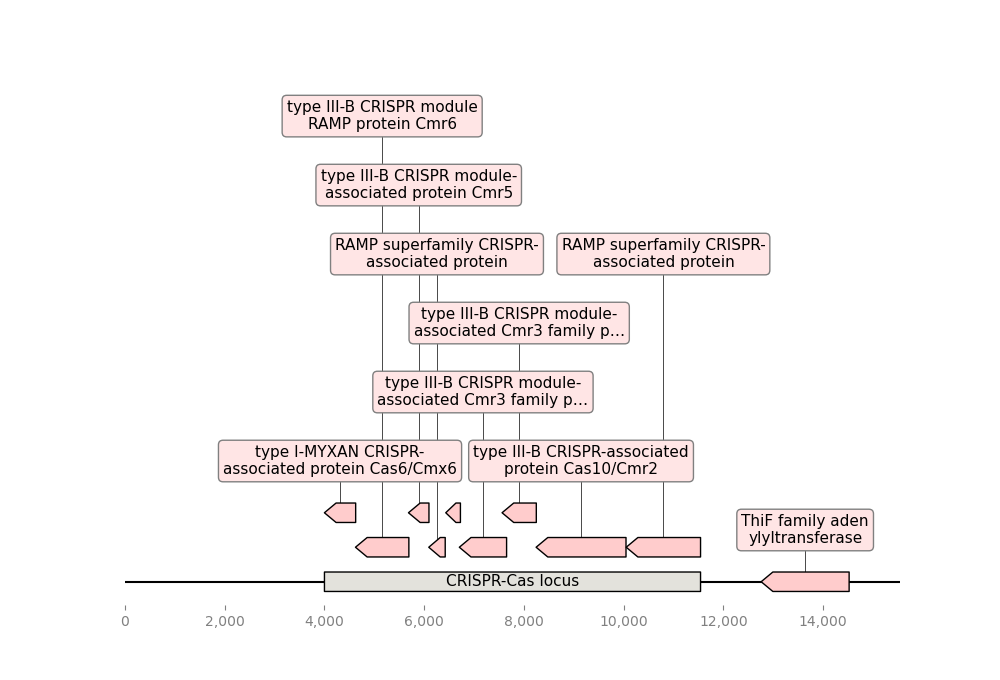 type III-B CRISPR module
RAMP protein Cmr6
type III-B CRISPR module-
associated protein Cmr5
RAMP superfamily CRISPR-
associated protein
RAMP superfamily CRISPR-
associated protein
type III-B CRISPR module-
associated Cmr3 family p…
type III-B CRISPR module-
associated Cmr3 family p…
type I-MYXAN CRISPR-
associated protein Cas6/Cmx6
type III-B CRISPR-associated
protein Cas10/Cmr2
ThiF family aden
ylyltransferase
CRISPR-Cas locus
0 2,000 4,000 6,000 8,000 10,000 12,000 14,000